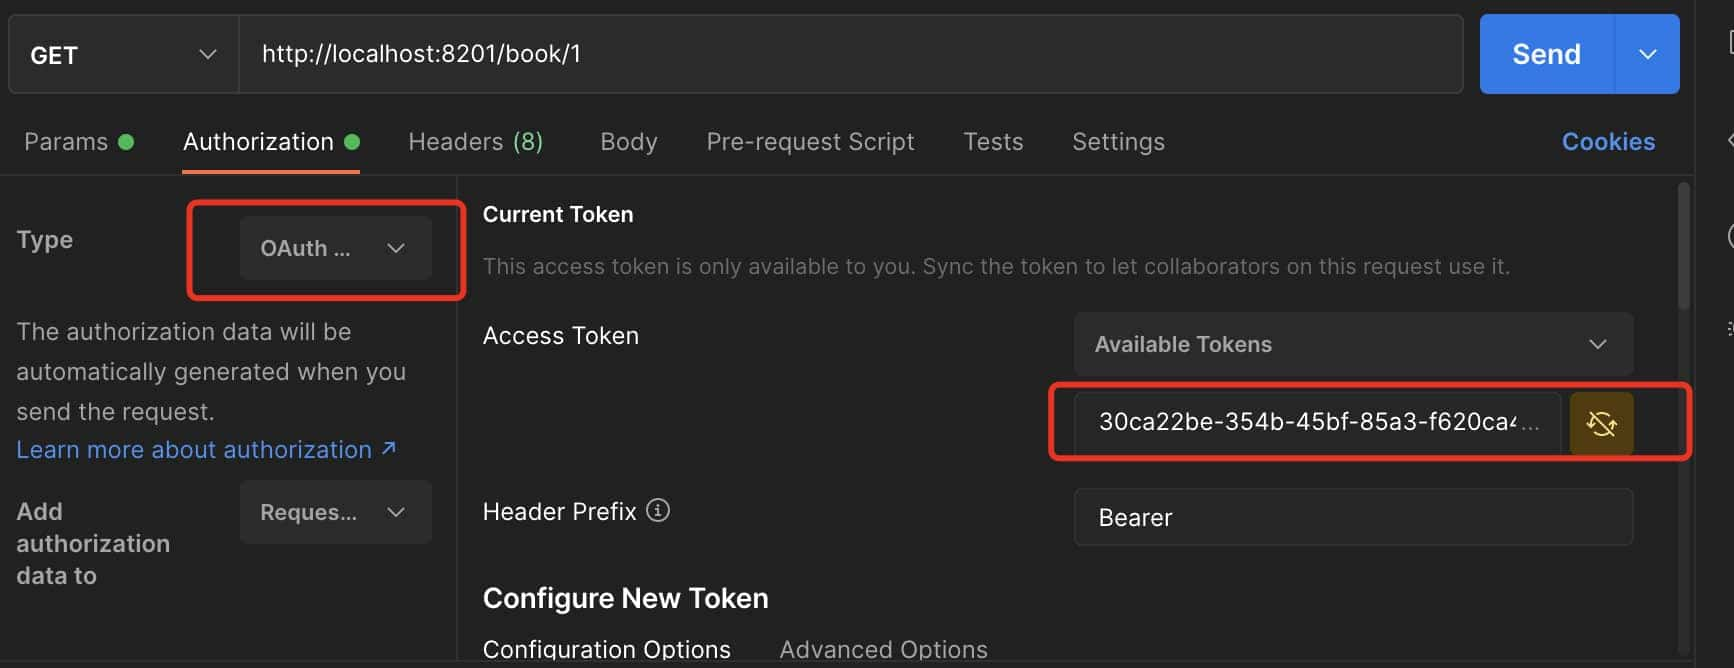 GET
http://localhost:8201/book/1
Send
Params
Authorization
Headers (8)
Body
Pre-request Script
Tests
Settings
Cookies
Type
OAuth ...
The authorization data will be
automatically generated when you
send the request.
Learn more about authorization ↗
Add
authorization
data to
Reques...
Current Token
This access token is only available to you. Sync the token to let collaborators on this request use it.
Access Token
Available Tokens
30ca22be-354b-45bf-85a3-f620ca4...
Header Prefix
Bearer
Configure New Token
Configuration Options
Advanced Options